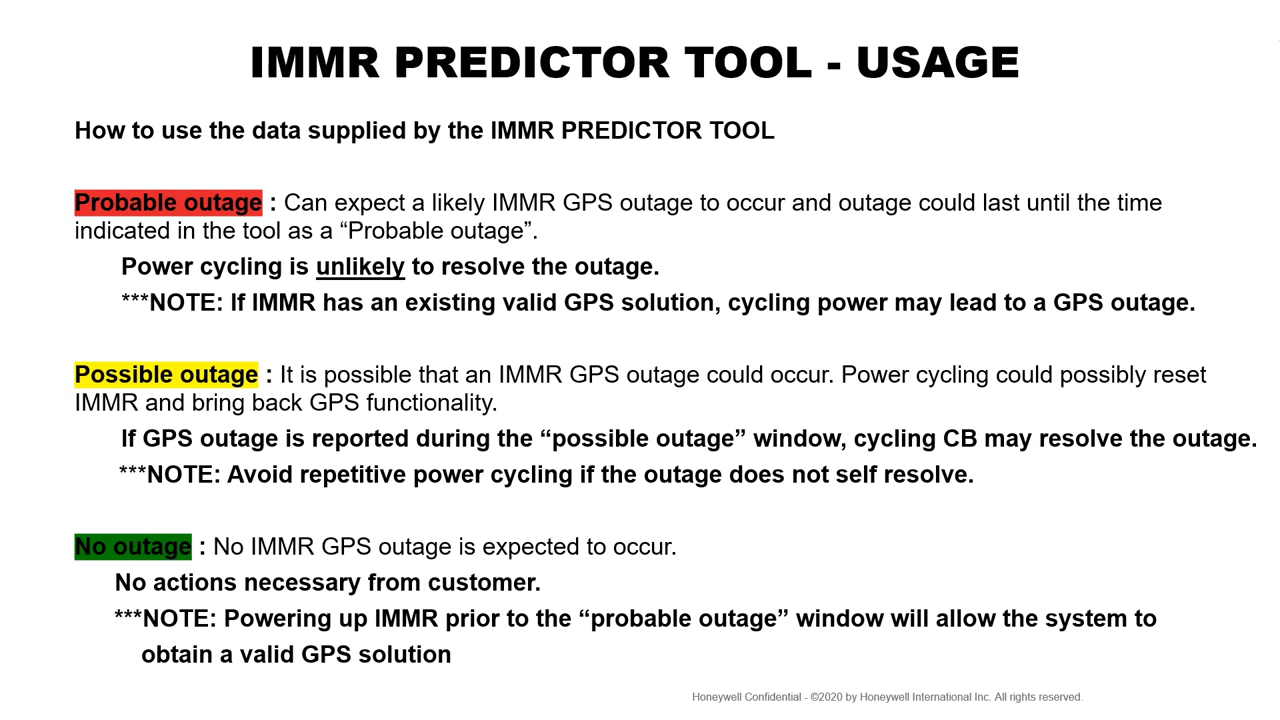 IMMR PREDICTOR TOOL - USAGE
How to use the data supplied by the IMMR PREDICTOR TOOL
Probable outage : Can expect a likely IMMR GPS outage to occur and outage could last until the time
indicated in the tool as a “Probable outage”.
Power cycling is unlikely to resolve the outage.
***NOTE: If IMMR has an existing valid GPS solution, cycling power may lead to a GPS outage.
Possible outage : It is possible that an IMMR GPS outage could occur. Power cycling could possibly reset
IMMR and bring back GPS functionality.
If GPS outage is reported during the “possible outage” window, cycling CB may resolve the outage.
***NOTE: Avoid repetitive power cycling if the outage does not self resolve.
No outage : No IMMR GPS outage is expected to occur.
No actions necessary from customer.
***NOTE: Powering up IMMR prior to the “probable outage” window will allow the system to
obtain a valid GPS solution
Honeywell Confidential - ©2020 by Honeywell International Inc. All rights reserved.